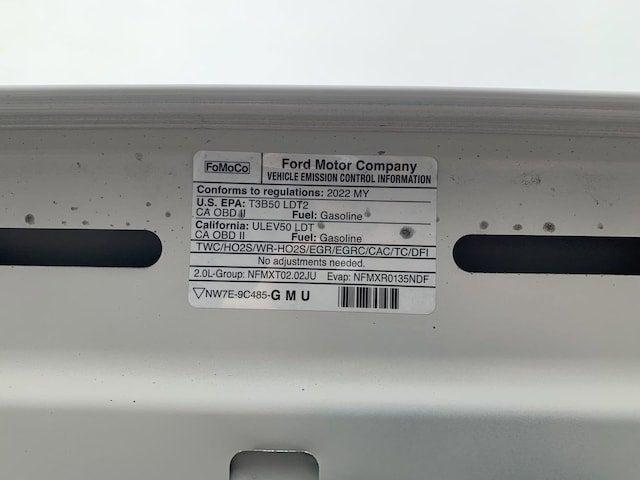 FoMoCo
Ford Motor Company
VEHICLE EMISSION CONTROL INFORMATION
Conforms to regulations: 2022 MY
U.S. EPA: T3B50 LDT2
CA OBD II Fuel: Gasoline
California: ULEV50 LDT
CA OBD II Fuel: Gasoline
TWC/HO2S/WR-HO2S/EGR/EGRC/CAC/TC/DFI
No adjustments needed.
2.0L-Group: NFMXT02.02JU Evap: NFMXR0135NDF
▽NW7E-9C485-GMU